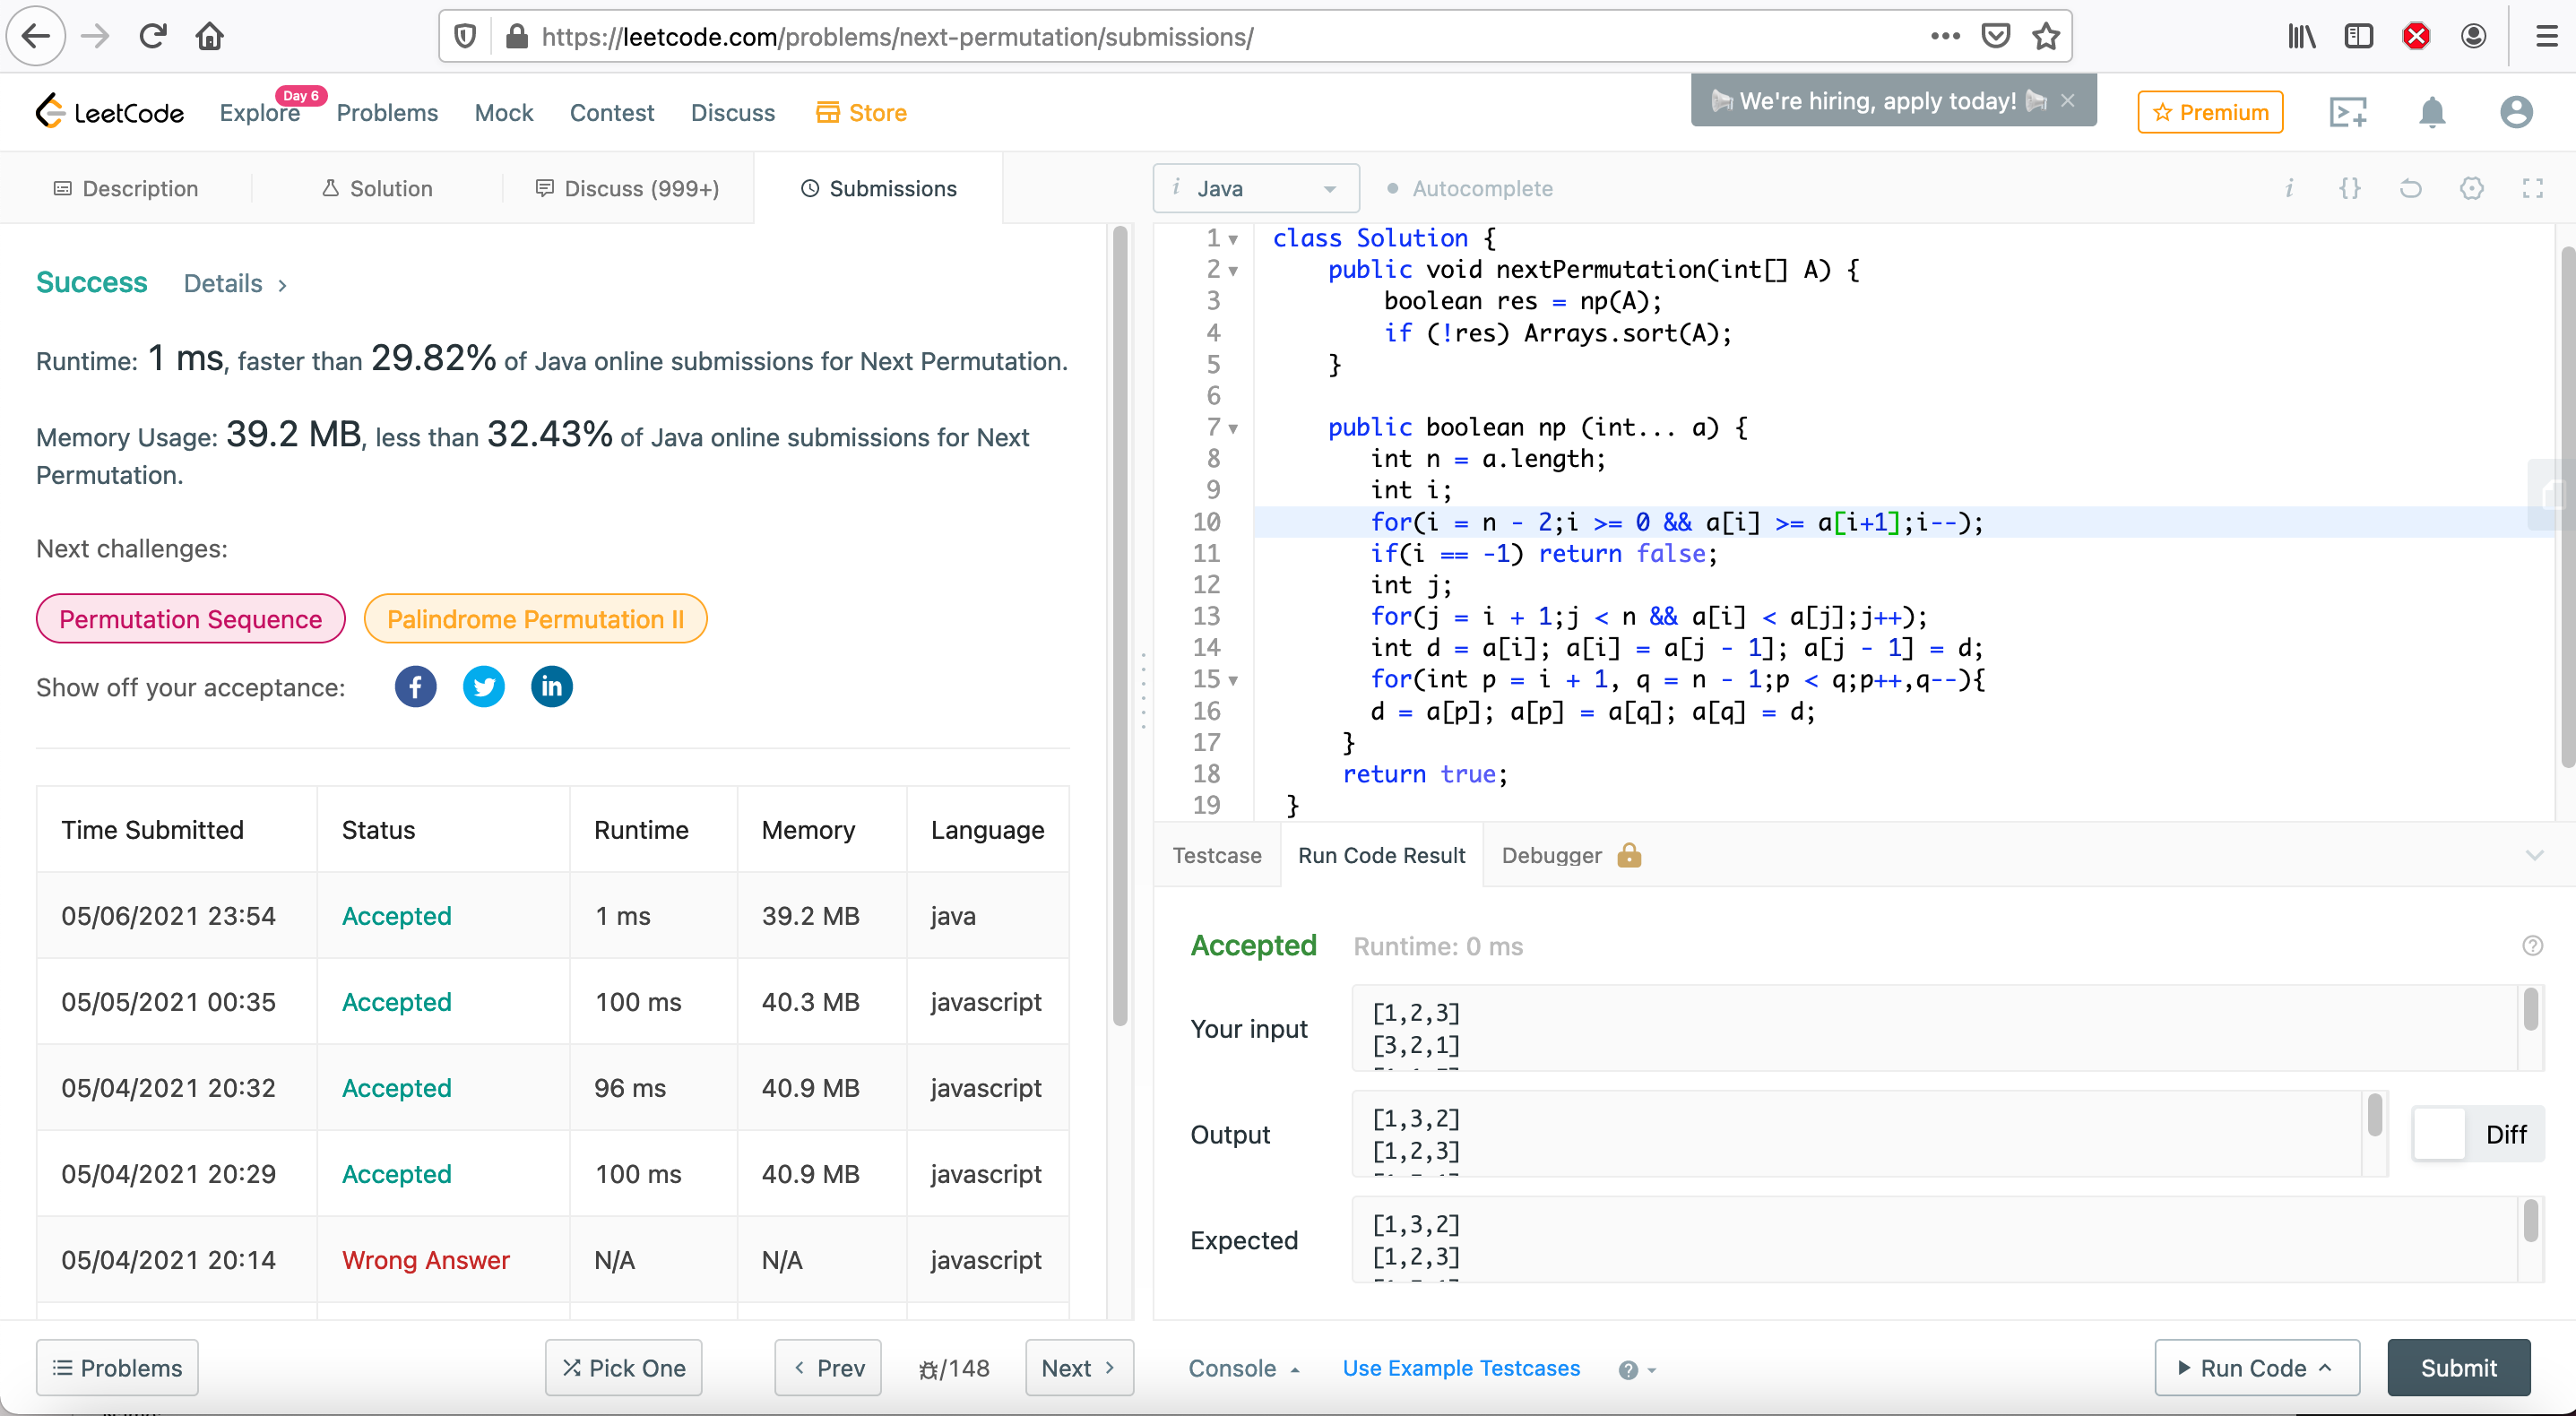 https://leetcode.com/problems/next-permutation/submissions/
LeetCode
Explore
Day 6
Problems
Mock
Contest
Discuss
Store
We're hiring, apply today!
Premium
Description
Solution
Discuss (999+)
Submissions
Success
Details
Runtime: 1 ms, faster than 29.82% of Java online submissions for Next Permutation.
Memory Usage: 39.2 MB, less than 32.43% of Java online submissions for Next
Permutation.
Next challenges:
Permutation Sequence
Palindrome Permutation II
Show off your acceptance:
Time Submitted Status Runtime Memory Language
05/06/2021 23:54 Accepted 1 ms 39.2 MB java
05/05/2021 00:35 Accepted 100 ms 40.3 MB javascript
05/04/2021 20:32 Accepted 96 ms 40.9 MB javascript
05/04/2021 20:29 Accepted 100 ms 40.9 MB javascript
05/04/2021 20:14 Wrong Answer N/A N/A javascript
Problems
Pick One
Prev
/148
Next
i Java
Autocomplete
1 class Solution {
2 public void nextPermutation(int[] A) {
3 boolean res = np(A);
4 if (!res) Arrays.sort(A);
5 }
6
7 public boolean np (int... a) {
8 int n = a.length;
9 int i;
10 for(i = n - 2;i >= 0 && a[i] >= a[i+1];i--);
11 if(i == -1) return false;
12 int j;
13 for(j = i + 1;j < n && a[i] < a[j];j++);
14 int d = a[i]; a[i] = a[j - 1]; a[j - 1] = d;
15 for(int p = i + 1, q = n - 1;p < q;p++,q--){
16 d = a[p]; a[p] = a[q]; a[q] = d;
17 }
18 return true;
19 }
Testcase
Run Code Result
Debugger
Accepted
Runtime: 0 ms
Your input
[1,2,3]
[3,2,1]
Output
[1,3,2]
[1,2,3]
Diff
Expected
[1,3,2]
[1,2,3]
Console
Use Example Testcases
Run Code
Submit